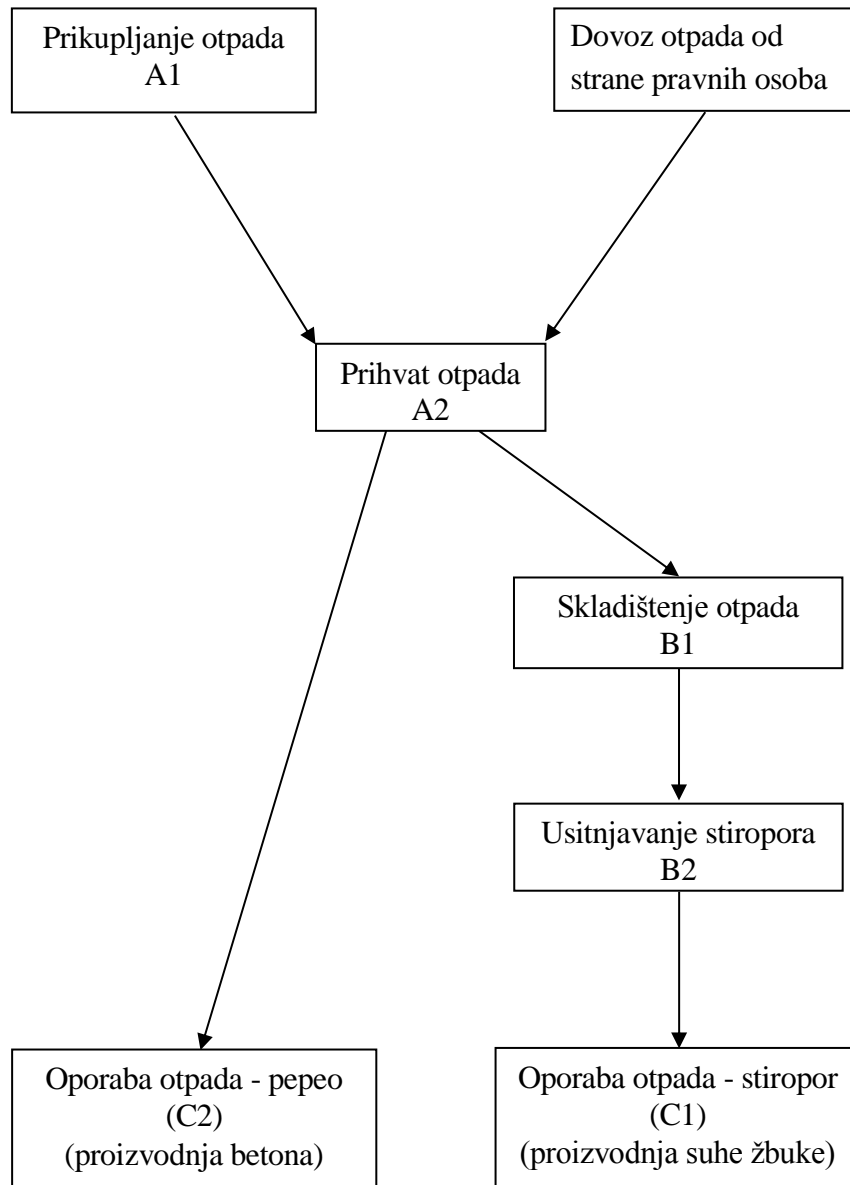 Prikupljanje otpada
A1
Dovoz otpada od
strane pravnih osoba
Prihvat otpada
A2
Skladištenje otpada
B1
Usitnjavanje stiropora
B2
Oporaba otpada - pepeo
(C2)
(proizvodnja betona)
Oporaba otpada - stiropor
(C1)
(proizvodnja suhe žbuke)